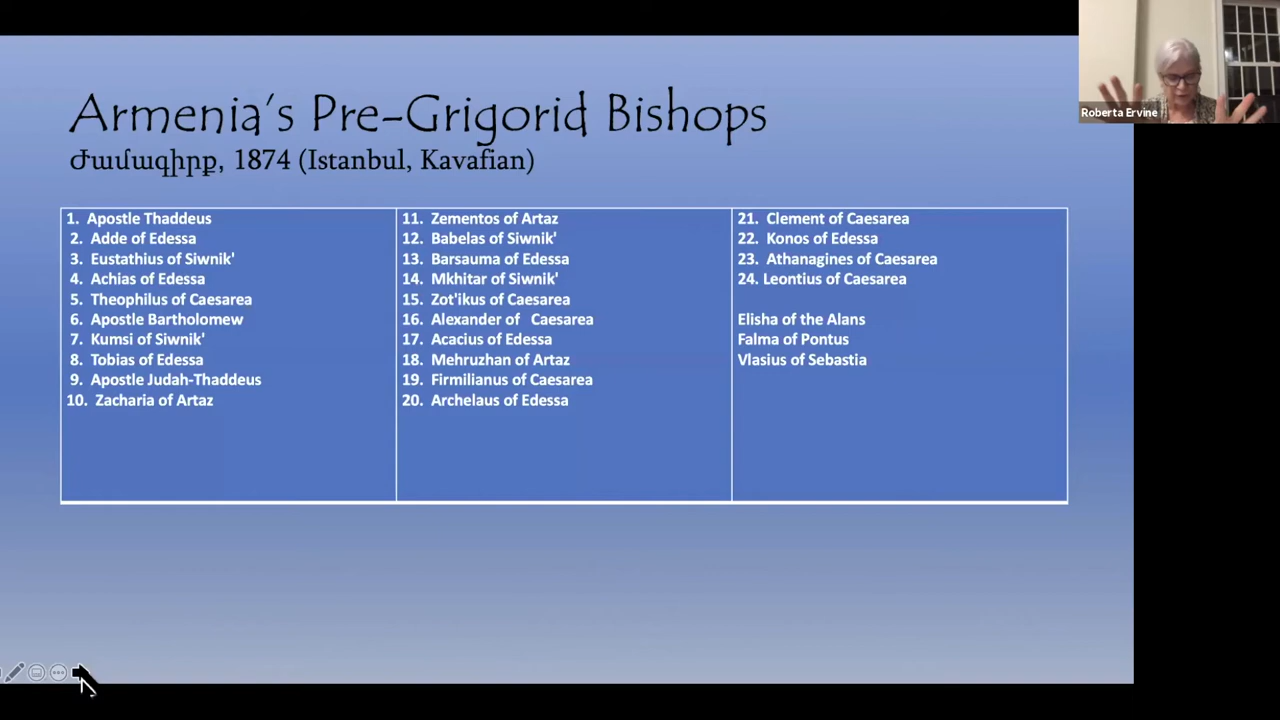 Armenia's Pre-Grigorid Bishops
Ժամագիրք, 1874 (Istanbul, Kavafian)
1. Apostle Thaddeus
2. Adde of Edessa
3. Eustathius of Siwnik'
4. Achias of Edessa
5. Theophilus of Caesarea
6. Apostle Bartholomew
7. Kumsi of Siwnik'
8. Tobias of Edessa
9. Apostle Judah-Thaddeus
10. Zacharia of Artaz
11. Zementos of Artaz
12. Babelas of Siwnik'
13. Barsauma of Edessa
14. Mkhitar of Siwnik'
15. Zot'ikus of Caesarea
16. Alexander of Caesarea
17. Acacius of Edessa
18. Mehruzhan of Artaz
19. Firmilianus of Caesarea
20. Archelaus of Edessa
21. Clement of Caesarea
22. Konos of Edessa
23. Athanagines of Caesarea
24. Leontius of Caesarea
Elisha of the Alans
Falma of Pontus
Vlasius of Sebastia
Roberta Ervine